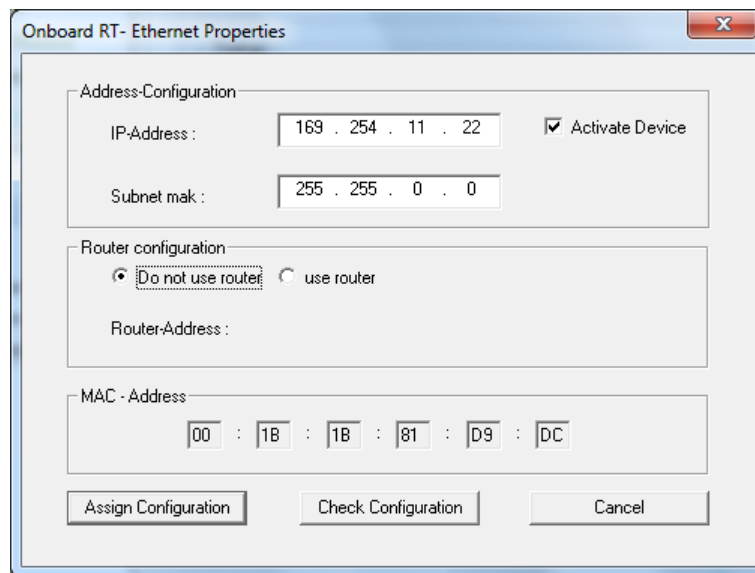 Onboard RT- Ethernet Properties
Address-Configuration
IP-Address : 169 . 254 . 11 . 22 Activate Device
Subnet mak : 255 . 255 . 0 . 0
Router configuration
Do not use router use router
Router-Address :
MAC - Address
00 : 1B : 1B : 81 : D9 : DC
Assign Configuration Check Configuration Cancel